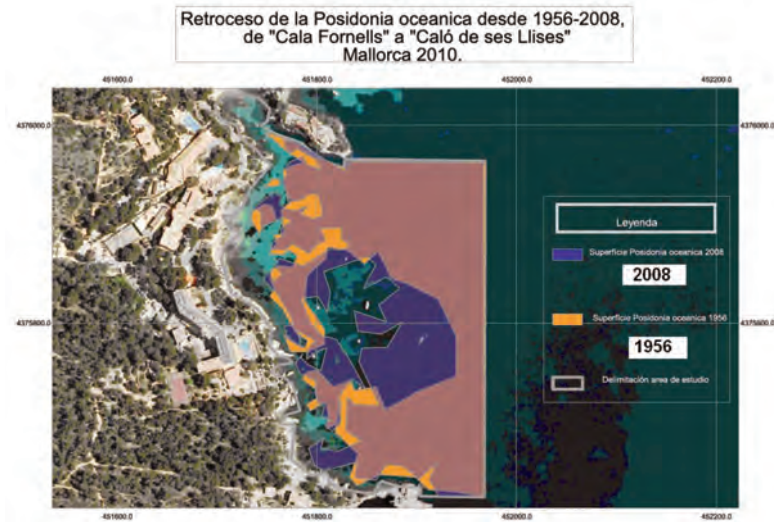 Retroceso de la Posidonia oceanica desde 1956-2008,
de "Cala Fornells" a "Caló de ses Llises"
Mallorca 2010.
451600.0 451800.0 452000.0 452200.0
4376000.0 4376000.0
Leyenda
Superficie Posidonia oceanica 2008
2008
4375800.0 4375800.0
Superficie Posidonia oceanica 1956
1956
Delimitación area de estudio
451600.0 451800.0 452000.0 452200.0